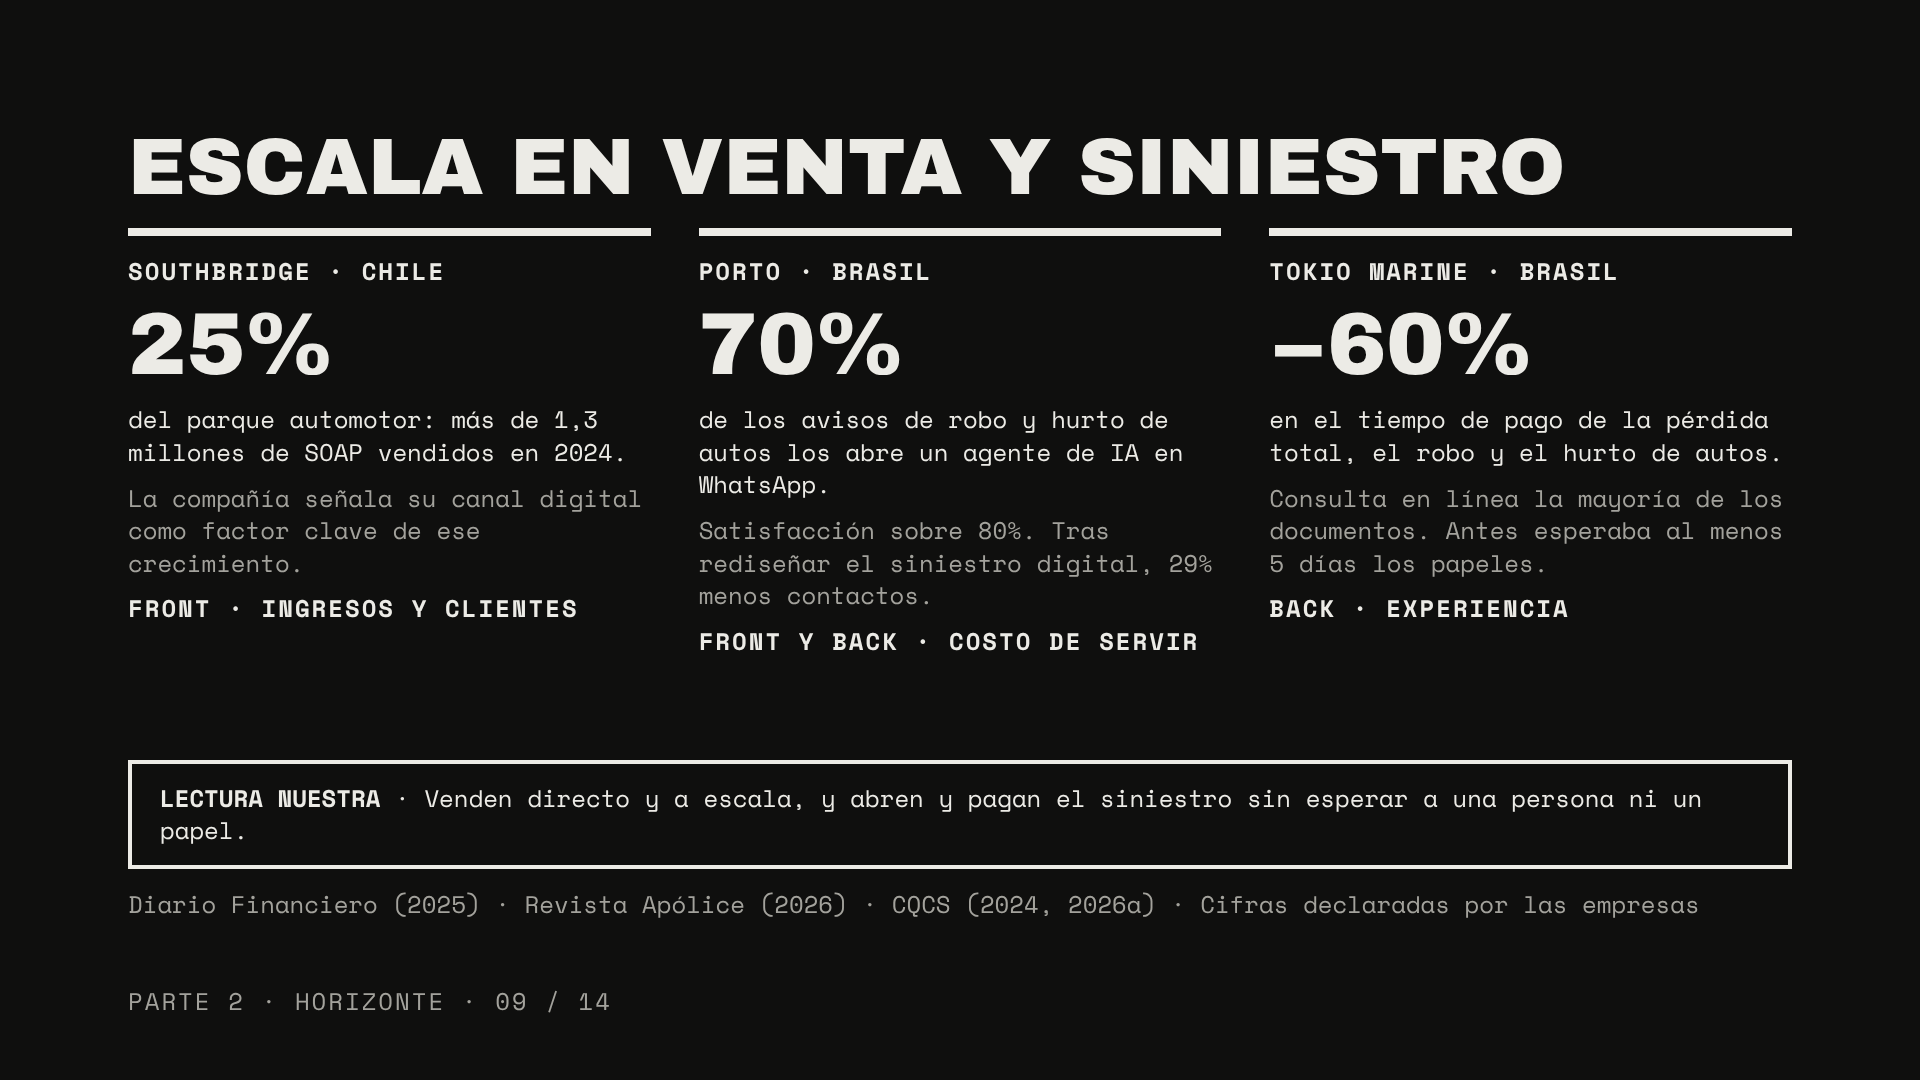 ESCALA EN VENTA Y SINIESTRO
SOUTHBRIDGE · CHILE
25%
del parque automotor: más de 1,3
millones de SOAP vendidos en 2024.
La compañía señala su canal digital
como factor clave de ese
crecimiento.
FRONT · INGRESOS Y CLIENTES
PORTO · BRASIL
70%
de los avisos de robo y hurto de
autos los abre un agente de IA en
WhatsApp.
Satisfacción sobre 80%. Tras
rediseñar el siniestro digital, 29%
menos contactos.
FRONT Y BACK · COSTO DE SERVIR
TOKIO MARINE · BRASIL
−60%
en el tiempo de pago de la pérdida
total, el robo y el hurto de autos.
Consulta en línea la mayoría de los
documentos. Antes esperaba al menos
5 días los papeles.
BACK · EXPERIENCIA
LECTURA NUESTRA · Venden directo y a escala, y abren y pagan el siniestro sin esperar a una persona ni un
papel.
Diario Financiero (2025) · Revista Apólice (2026) · CQCS (2024, 2026a) · Cifras declaradas por las empresas
PARTE 2 · HORIZONTE · 09 / 14